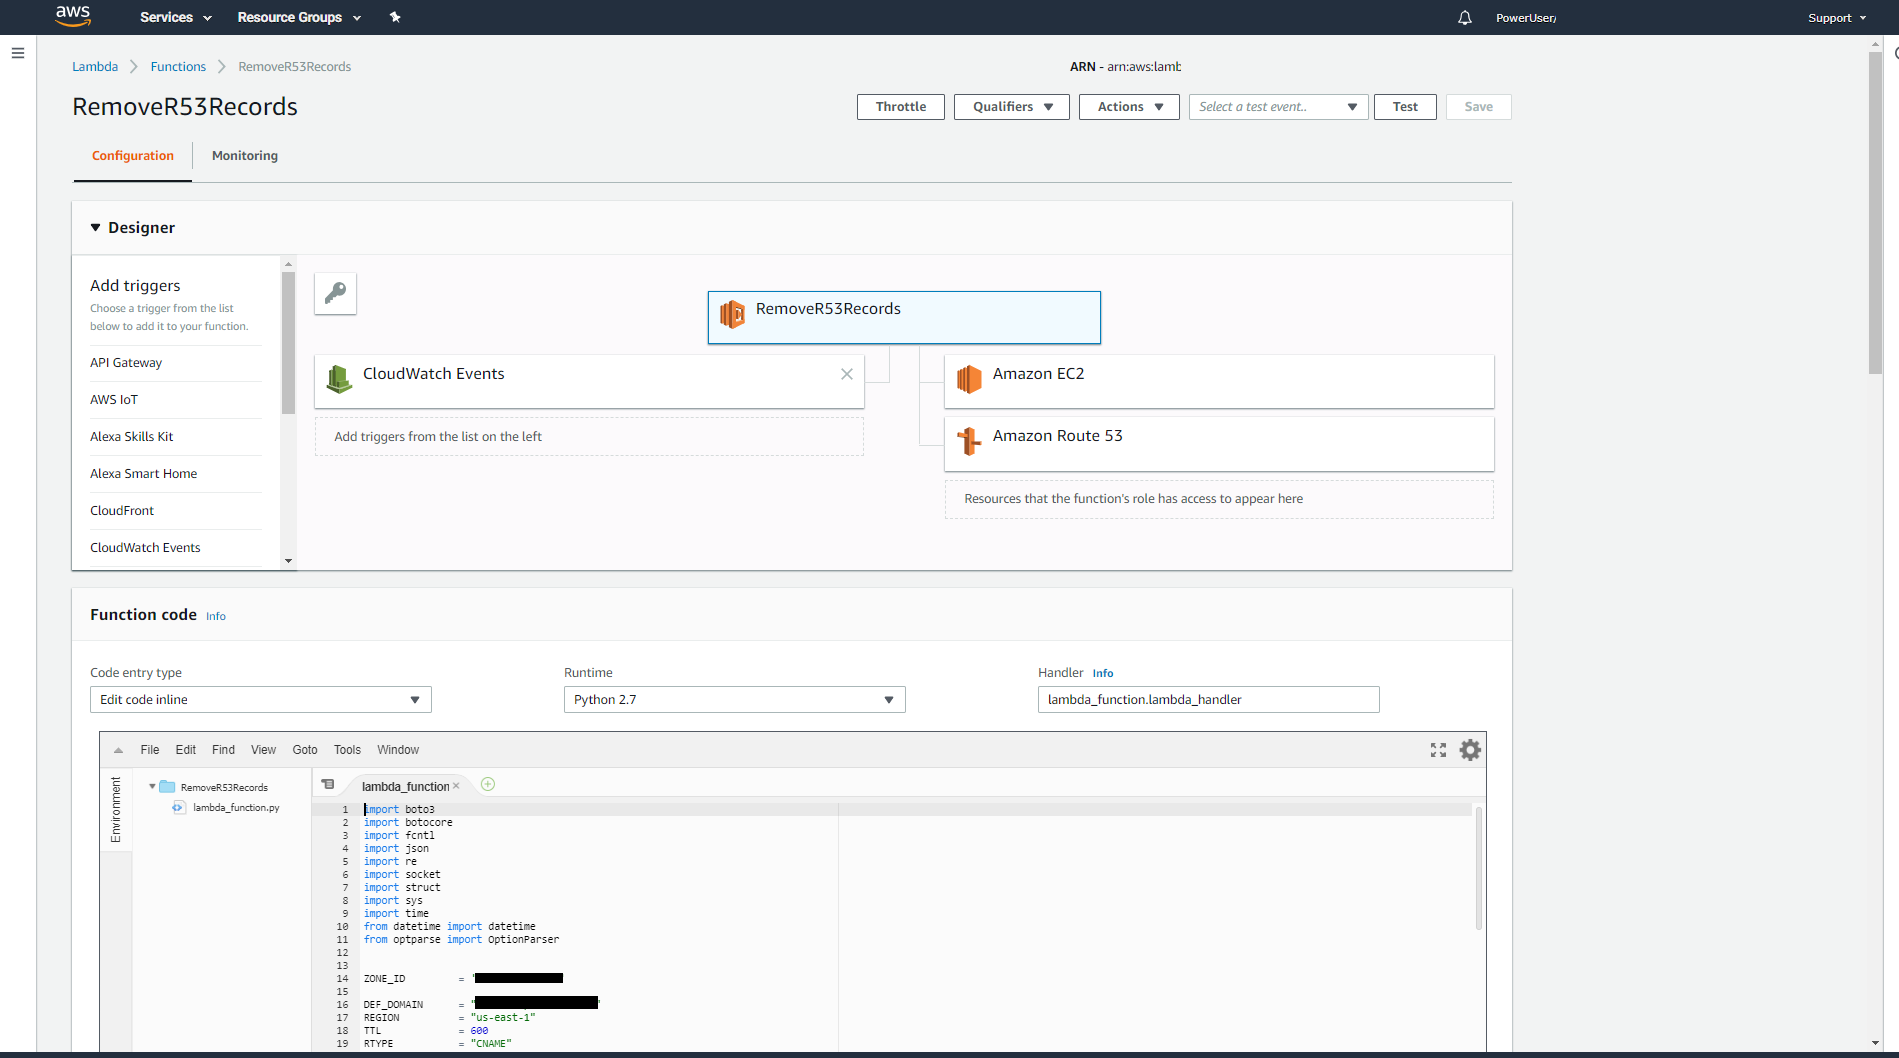 aws Services Resource Groups PowerUser/ Support
Lambda Functions RemoveR53Records ARN - arn:aws:lamb
RemoveR53Records
Throttle Qualifiers Actions Select a test event.. Test Save
Configuration Monitoring
Designer
Add triggers
Choose a trigger from the list
below to add it to your function.
API Gateway
AWS IoT
Alexa Skills Kit
Alexa Smart Home
CloudFront
CloudWatch Events
RemoveR53Records
CloudWatch Events
Add triggers from the list on the left
Amazon EC2
Amazon Route 53
Resources that the function's role has access to appear here
Function code Info
Code entry type
Edit code inline
Runtime
Python 2.7
Handler Info
lambda_function.lambda_handler
File Edit Find View Goto Tools Window
Environment
RemoveR53Records
lambda_function.py
lambda_function
1 import boto3
2 import botocore
3 import fcntl
4 import json
5 import re
6 import socket
7 import struct
8 import sys
9 import time
10 from datetime import datetime
11 from optparse import OptionParser
12
13
14 ZONE_ID = '
15
16 DEF_DOMAIN = " "
17 REGION = "us-east-1"
18 TTL = 600
19 RTYPE = "CNAME"